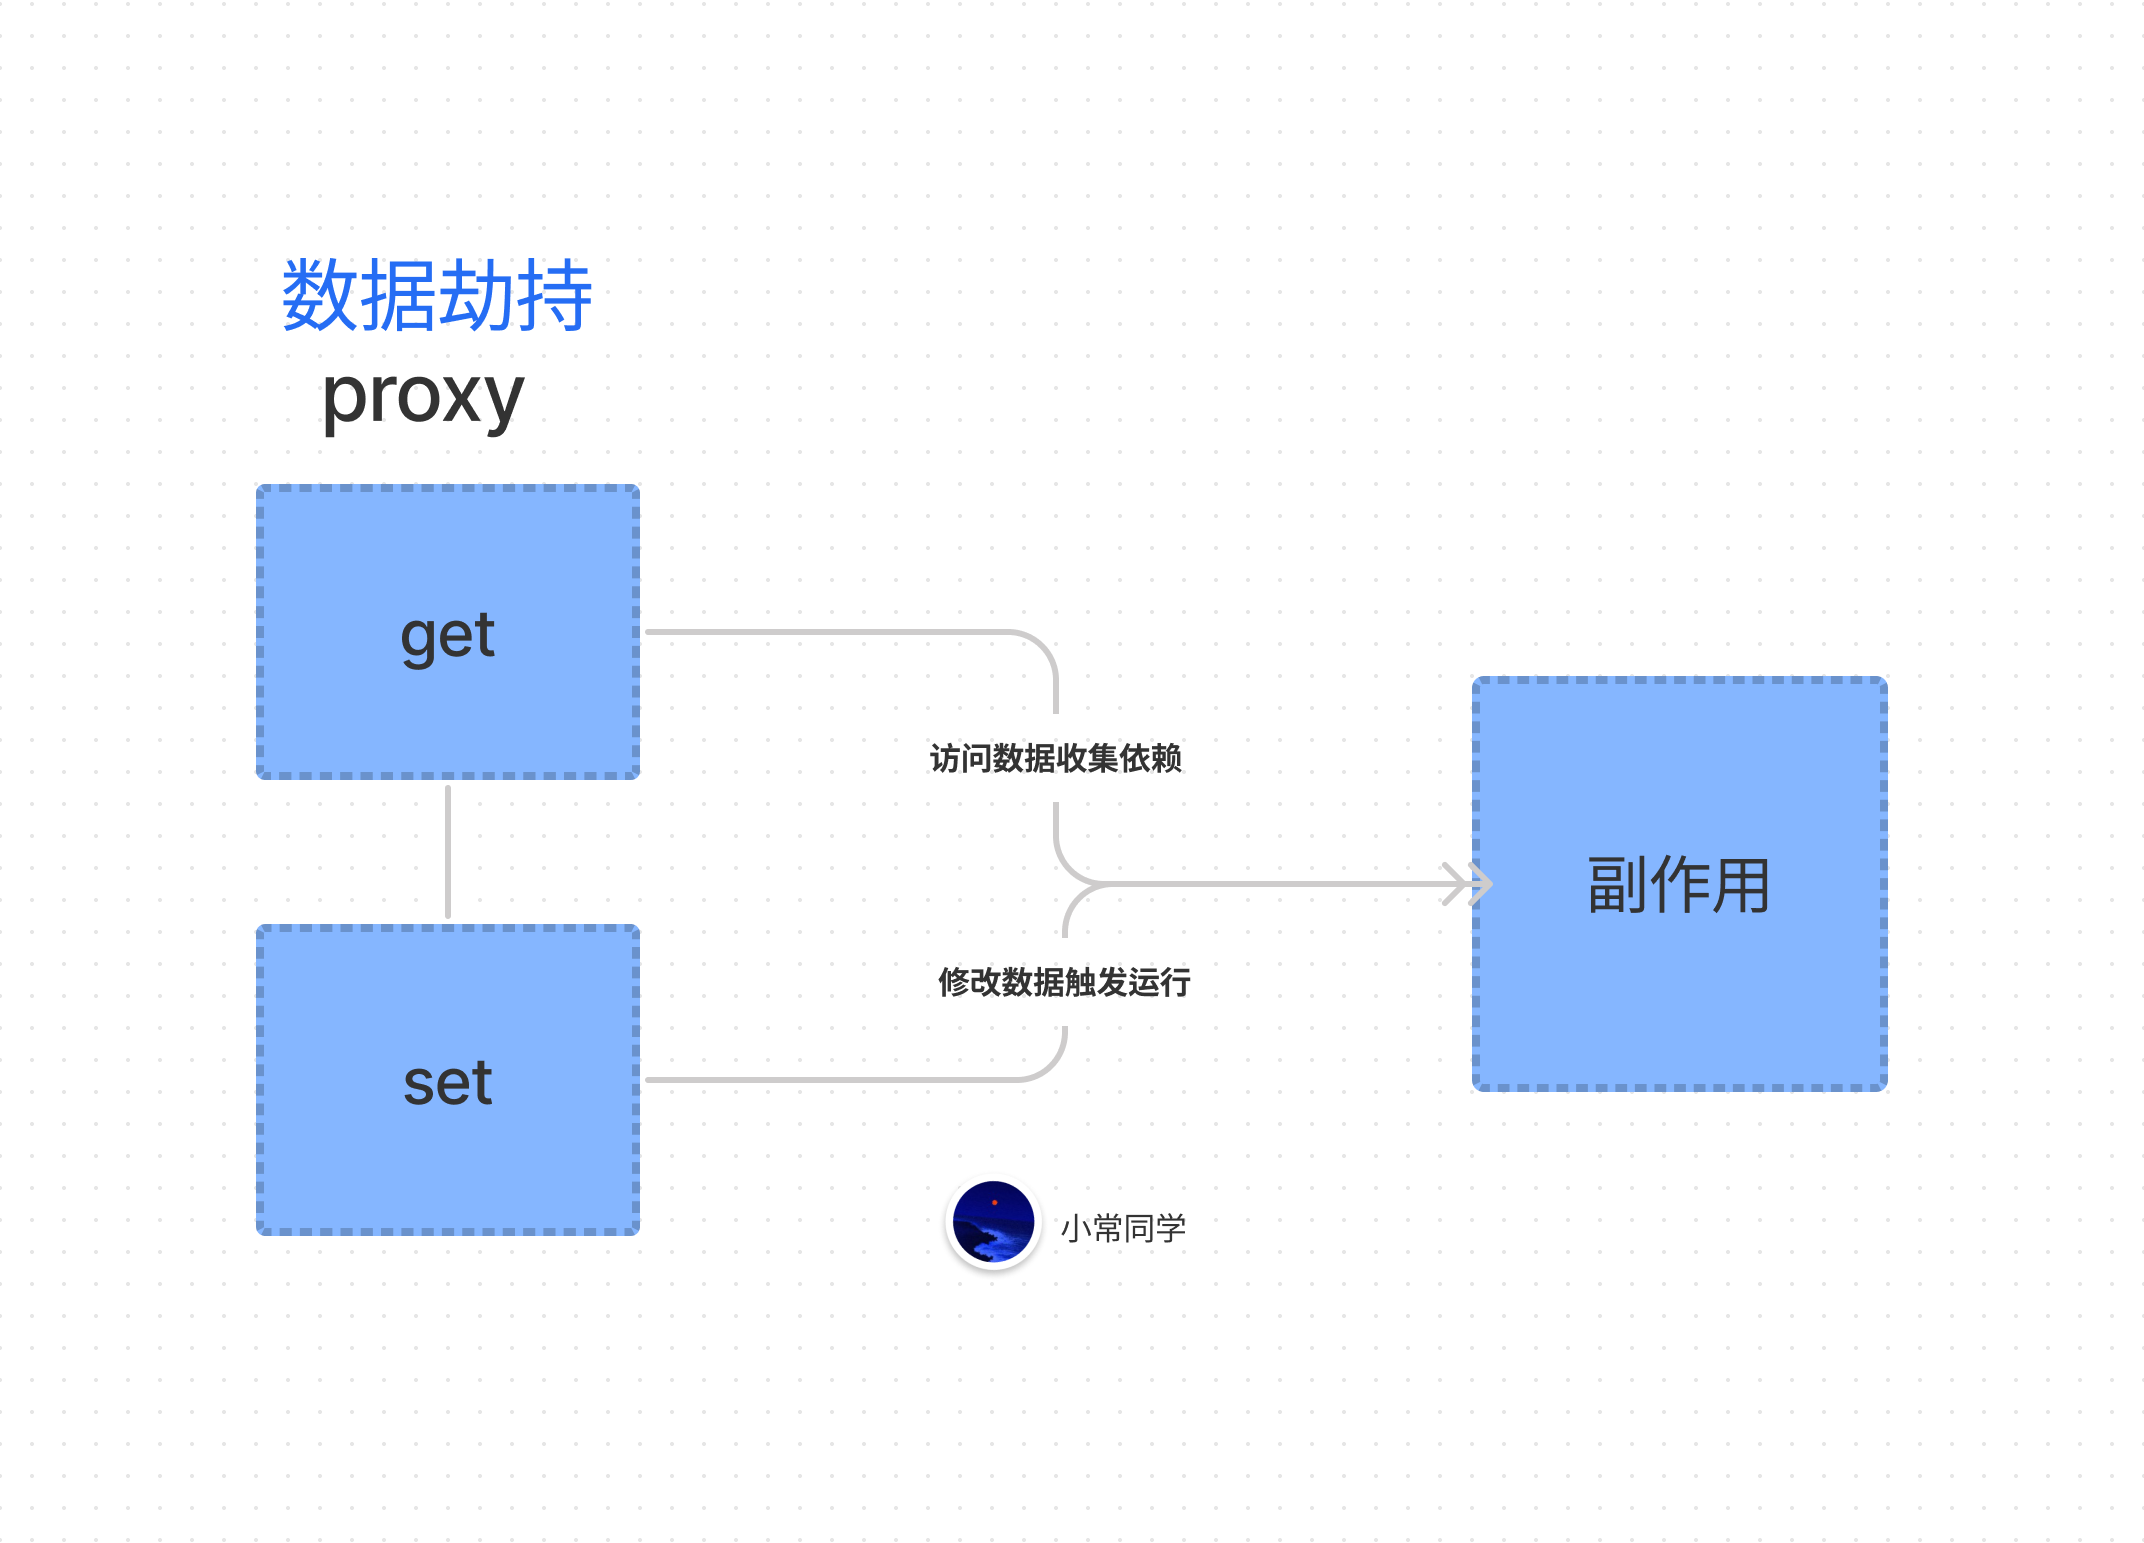 数据劫持
proxy
get
访问数据收集依赖
副作用
修改数据触发运行
set
小常同学